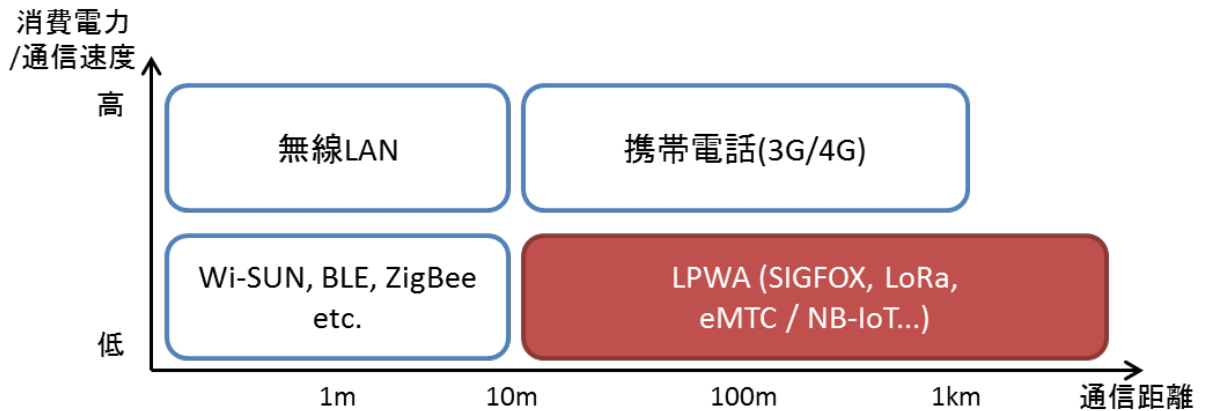 消費電力
/通信速度
高
無線LAN
携帯電話(3G/4G)
Wi-SUN, BLE, ZigBee
etc.
LPWA (SIGFOX, LoRa,
eMTC / NB-IoT...)
低
1m
10m
100m
1km
通信距離